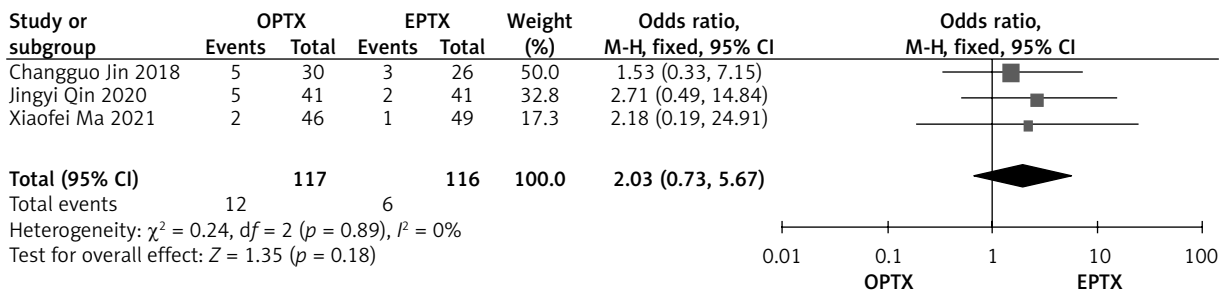 Study or OPTX EPTX Weight Odds ratio, Odds ratio,
subgroup Events Total Events Total (%) M-H, fixed, 95% CI M-H, fixed, 95% CI
Changguo Jin 2018 5 30 3 26 50.0 1.53 (0.33, 7.15)
Jingyi Qin 2020 5 41 2 41 32.8 2.71 (0.49, 14.84)
Xiaofei Ma 2021 2 46 1 49 17.3 2.18 (0.19, 24.91)
Total (95% CI) 117 116 100.0 2.03 (0.73, 5.67)
Total events 12 6
Heterogeneity: χ² = 0.24, df = 2 (p = 0.89), I² = 0%
Test for overall effect: Z = 1.35 (p = 0.18)
0.01 0.1 1 10 100
OPTX EPTX